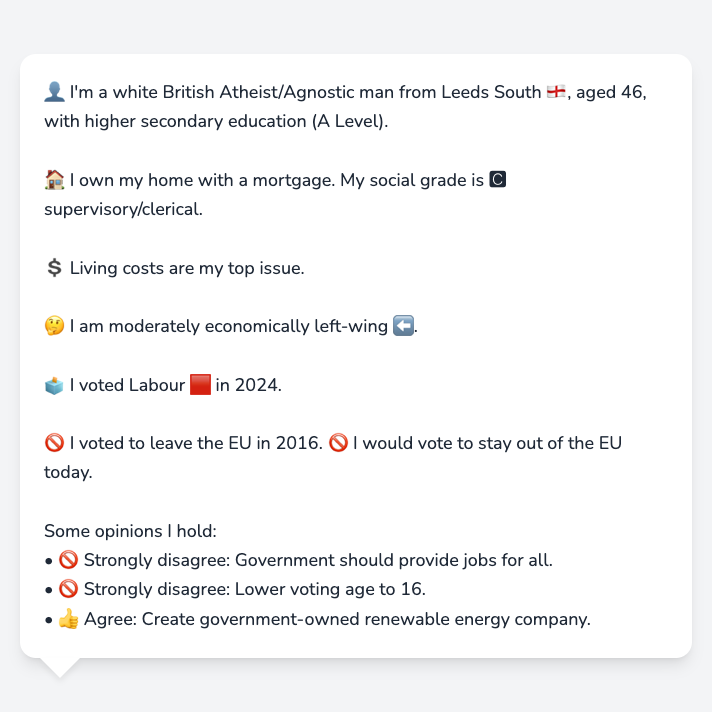 👤 I'm a white British Atheist/Agnostic man from Leeds South 🏴󠁧󠁢󠁥󠁮󠁧󠁿, aged 46,
with higher secondary education (A Level).
🏠 I own my home with a mortgage. My social grade is 🅲
supervisory/clerical.
💲 Living costs are my top issue.
🤔 I am moderately economically left-wing ⬅️.
🗳️ I voted Labour 🟥 in 2024.
🚫 I voted to leave the EU in 2016. 🚫 I would vote to stay out of the EU
today.
Some opinions I hold:
• 🚫 Strongly disagree: Government should provide jobs for all.
• 🚫 Strongly disagree: Lower voting age to 16.
• 👍 Agree: Create government-owned renewable energy company.